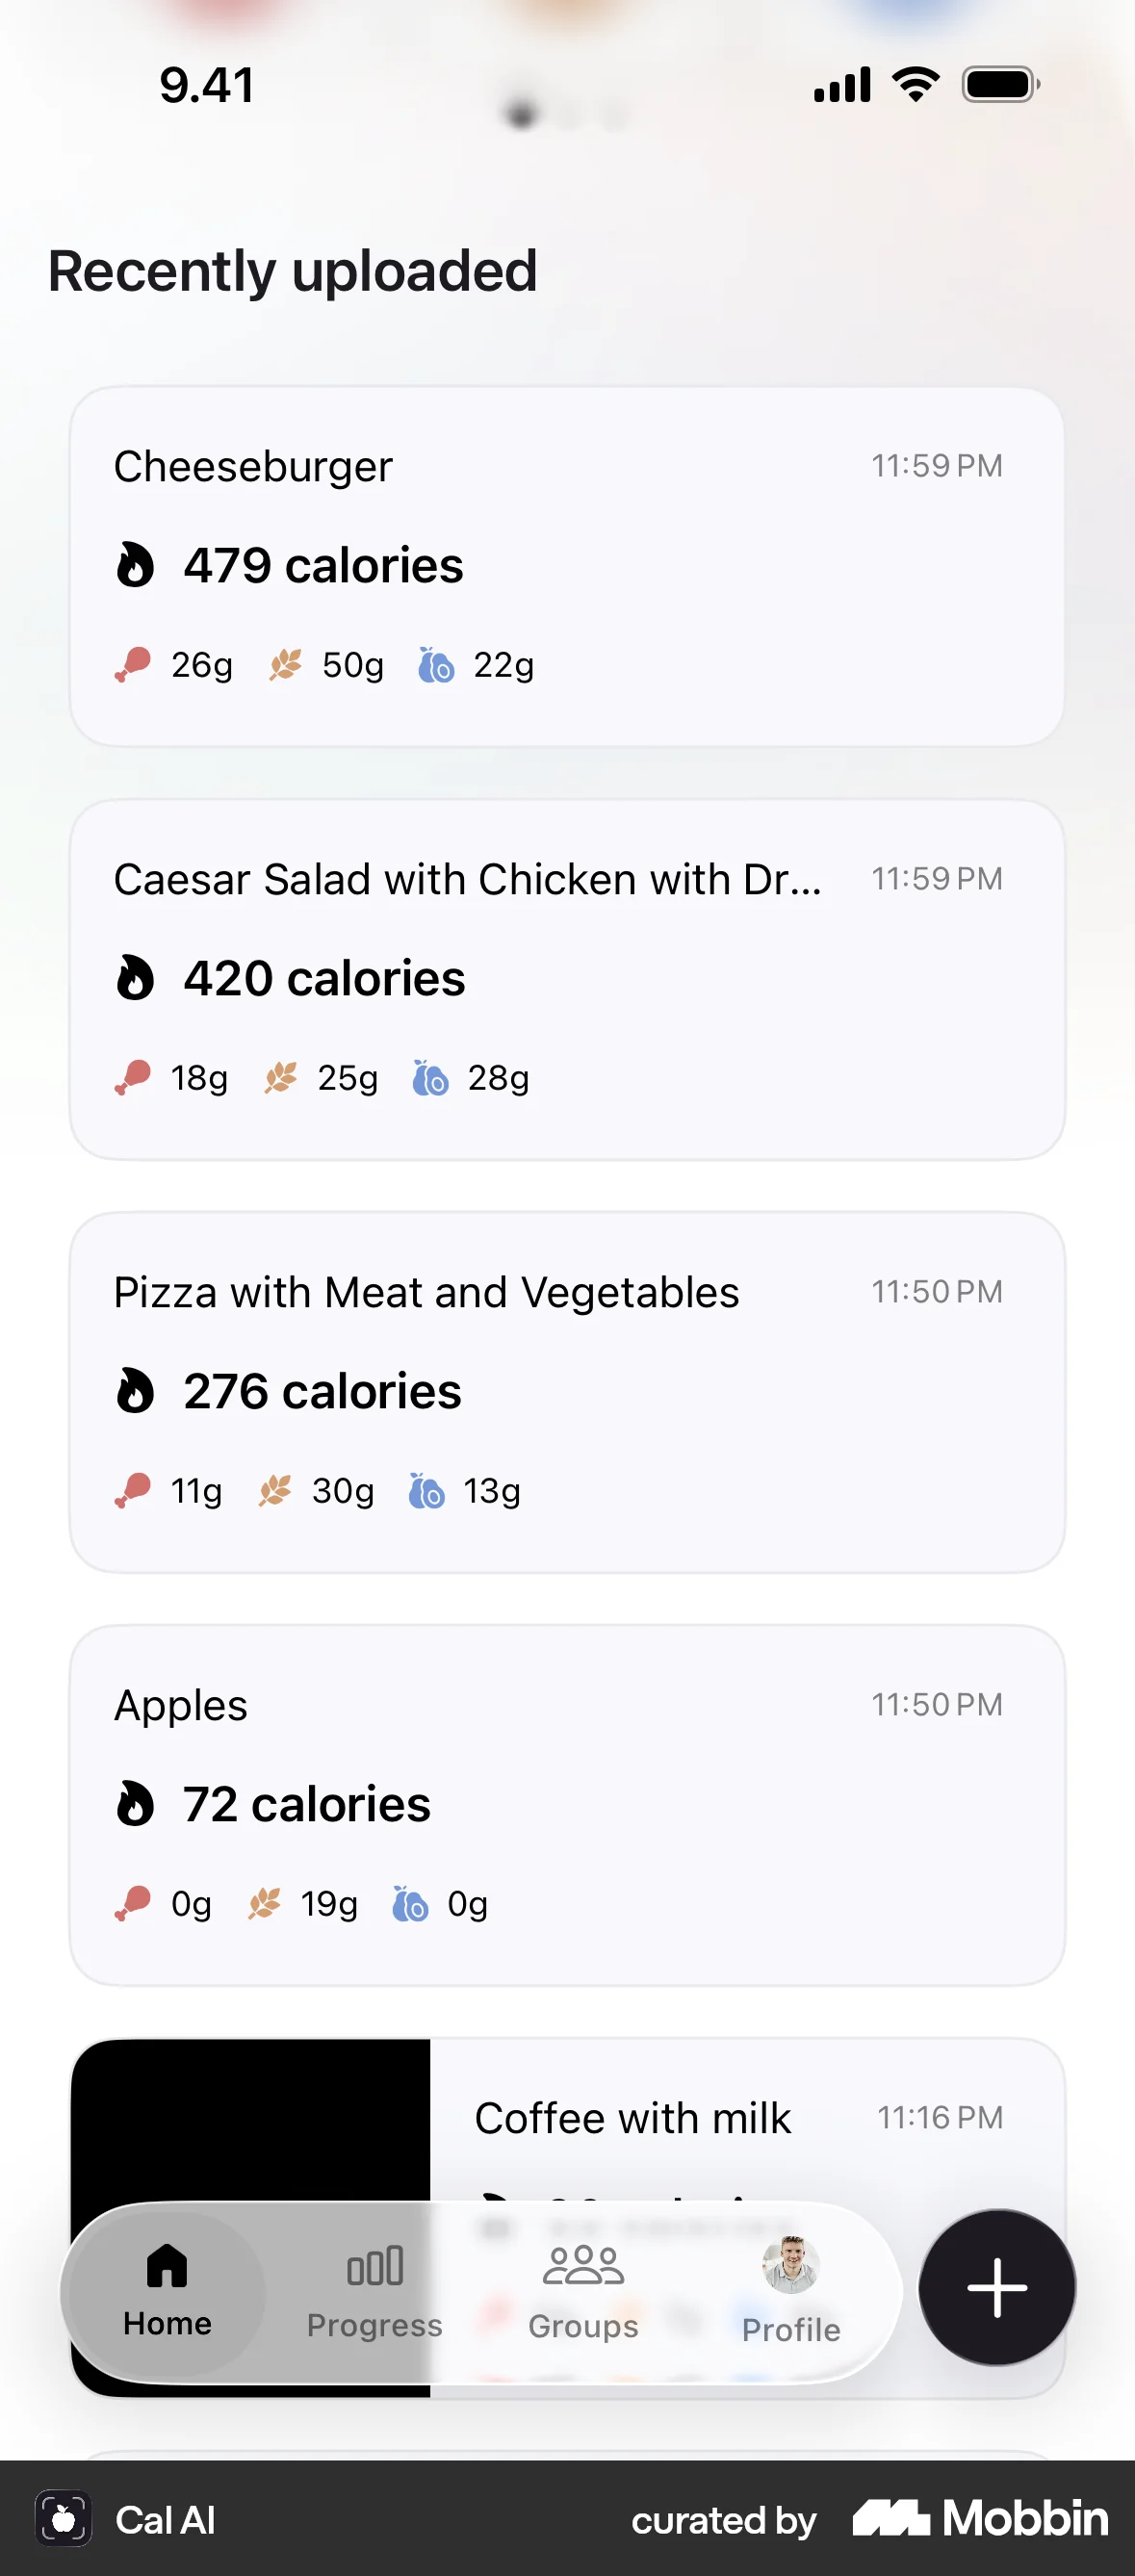 9.41
Recently uploaded
Cheeseburger 11:59 PM
479 calories
26g 50g 22g
Caesar Salad with Chicken with Dr... 11:59 PM
420 calories
18g 25g 28g
Pizza with Meat and Vegetables 11:50 PM
276 calories
11g 30g 13g
Apples 11:50 PM
72 calories
0g 19g 0g
Coffee with milk 11:16 PM
Home Progress Groups Profile
Cal AI curated by Mobbin